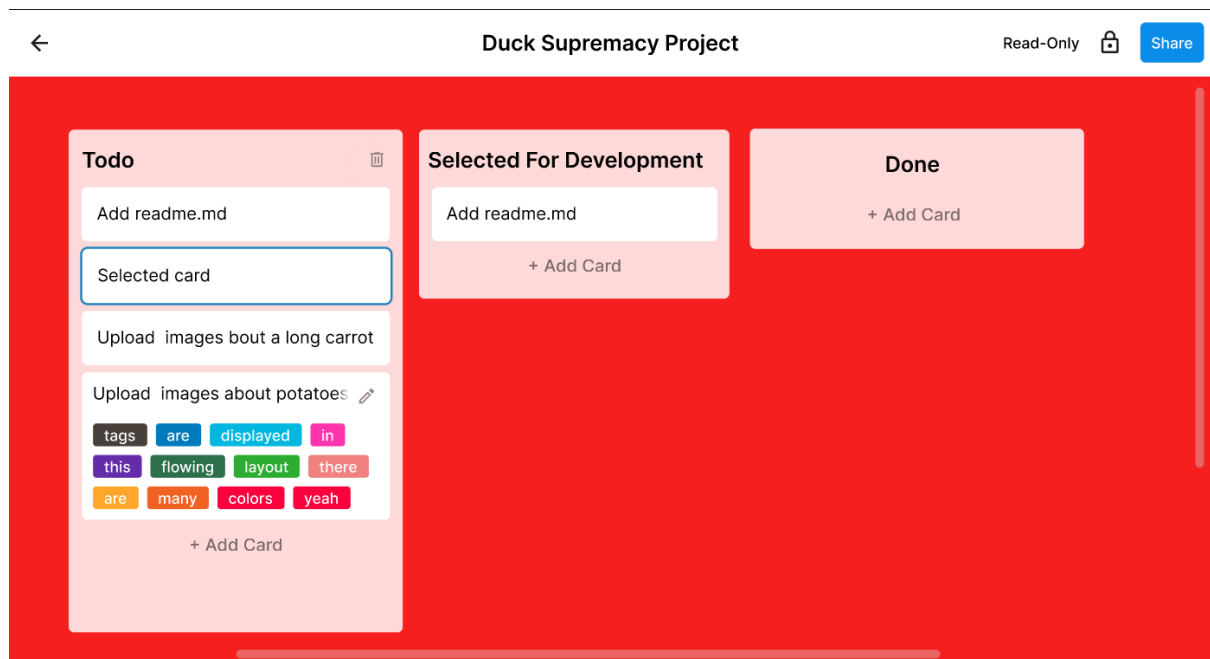 Duck Supremacy Project
Read-Only
Share
Todo
Add readme.md
Selected card
Upload  images bout a long carrot
Upload  images about potatoes
tags are displayed in
this flowing layout there
are many colors yeah
+ Add Card
Selected For Development
Add readme.md
+ Add Card
Done
+ Add Card